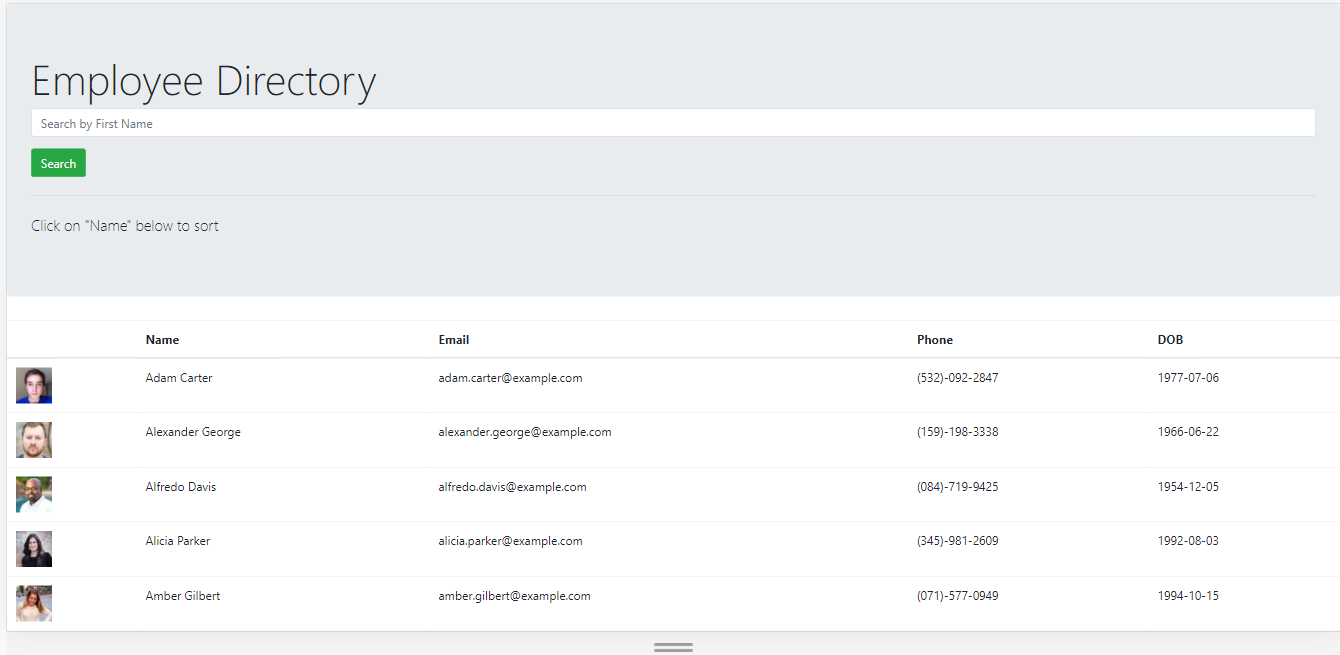 Employee Directory
Search by First Name
Search
Click on "Name" below to sort
Name Email Phone DOB
Adam Carter adam.carter@example.com (532)-092-2847 1977-07-06
Alexander George alexander.george@example.com (159)-198-3338 1966-06-22
Alfredo Davis alfredo.davis@example.com (084)-719-9425 1954-12-05
Alicia Parker alicia.parker@example.com (345)-981-2609 1992-08-03
Amber Gilbert amber.gilbert@example.com (071)-577-0949 1994-10-15